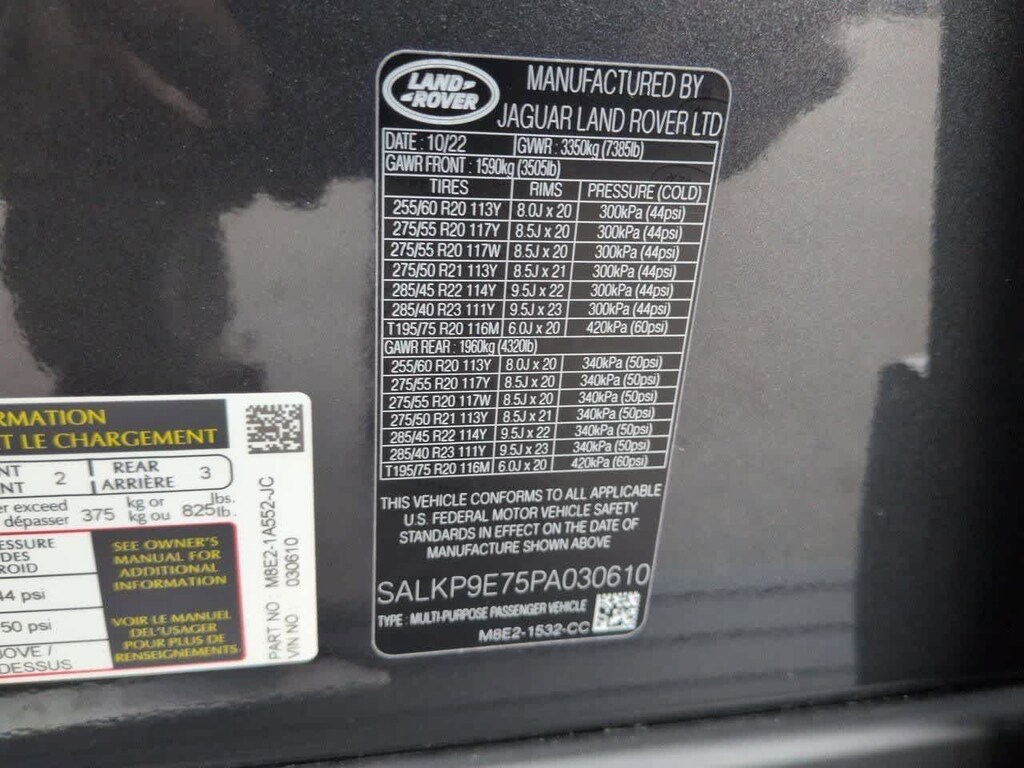 LAND ROVER
MANUFACTURED BY
JAGUAR LAND ROVER LTD
DATE : 10/22 GVWR : 3350kg (7385lb)
GAWR FRONT : 1590kg (3505lb)
TIRES RIMS PRESSURE (COLD)
255/60 R20 113Y 8.0J x 20 300kPa (44psi)
275/55 R20 117Y 8.5J x 20 300kPa (44psi)
275/55 R20 117W 8.5J x 20 300kPa (44psi)
275/50 R21 113Y 8.5J x 21 300kPa (44psi)
285/45 R22 114Y 9.5J x 22 300kPa (44psi)
285/40 R23 111Y 9.5J x 23 300kPa (44psi)
T195/75 R20 116M 6.0J x 20 420kPa (60psi)
GAWR REAR : 1960kg (4320lb)
255/60 R20 113Y 8.0J x 20 340kPa (50psi)
275/55 R20 117Y 8.5J x 20 340kPa (50psi)
275/55 R20 117W 8.5J x 20 340kPa (50psi)
275/50 R21 113Y 8.5J x 21 340kPa (50psi)
285/45 R22 114Y 9.5J x 22 340kPa (50psi)
285/40 R23 111Y 9.5J x 23 340kPa (50psi)
T195/75 R20 116M 6.0J x 20 420kPa (60psi)
THIS VEHICLE CONFORMS TO ALL APPLICABLE
U.S. FEDERAL MOTOR VEHICLE SAFETY
STANDARDS IN EFFECT ON THE DATE OF
MANUFACTURE SHOWN ABOVE
SALKP9E75PA030610
TYPE : MULTI-PURPOSE PASSENGER VEHICLE
M8E2-1532-CC
RMATION
T LE CHARGEMENT
NT 2 REAR 3
NT ARRIÈRE
er exceed 375 kg or 825 lbs.
dépasser kg ou lb.
ESSURE
DES
ROID
44 psi
50 psi
BOVE /
DESSUS
SEE OWNER'S
MANUAL FOR
ADDITIONAL
INFORMATION
VOIR LE MANUEL
DEL'USAGER
POUR PLUS DE
RENSEIGNEMENTS
PART NO : M8E2-1A552-JC
VIN NO : 030610